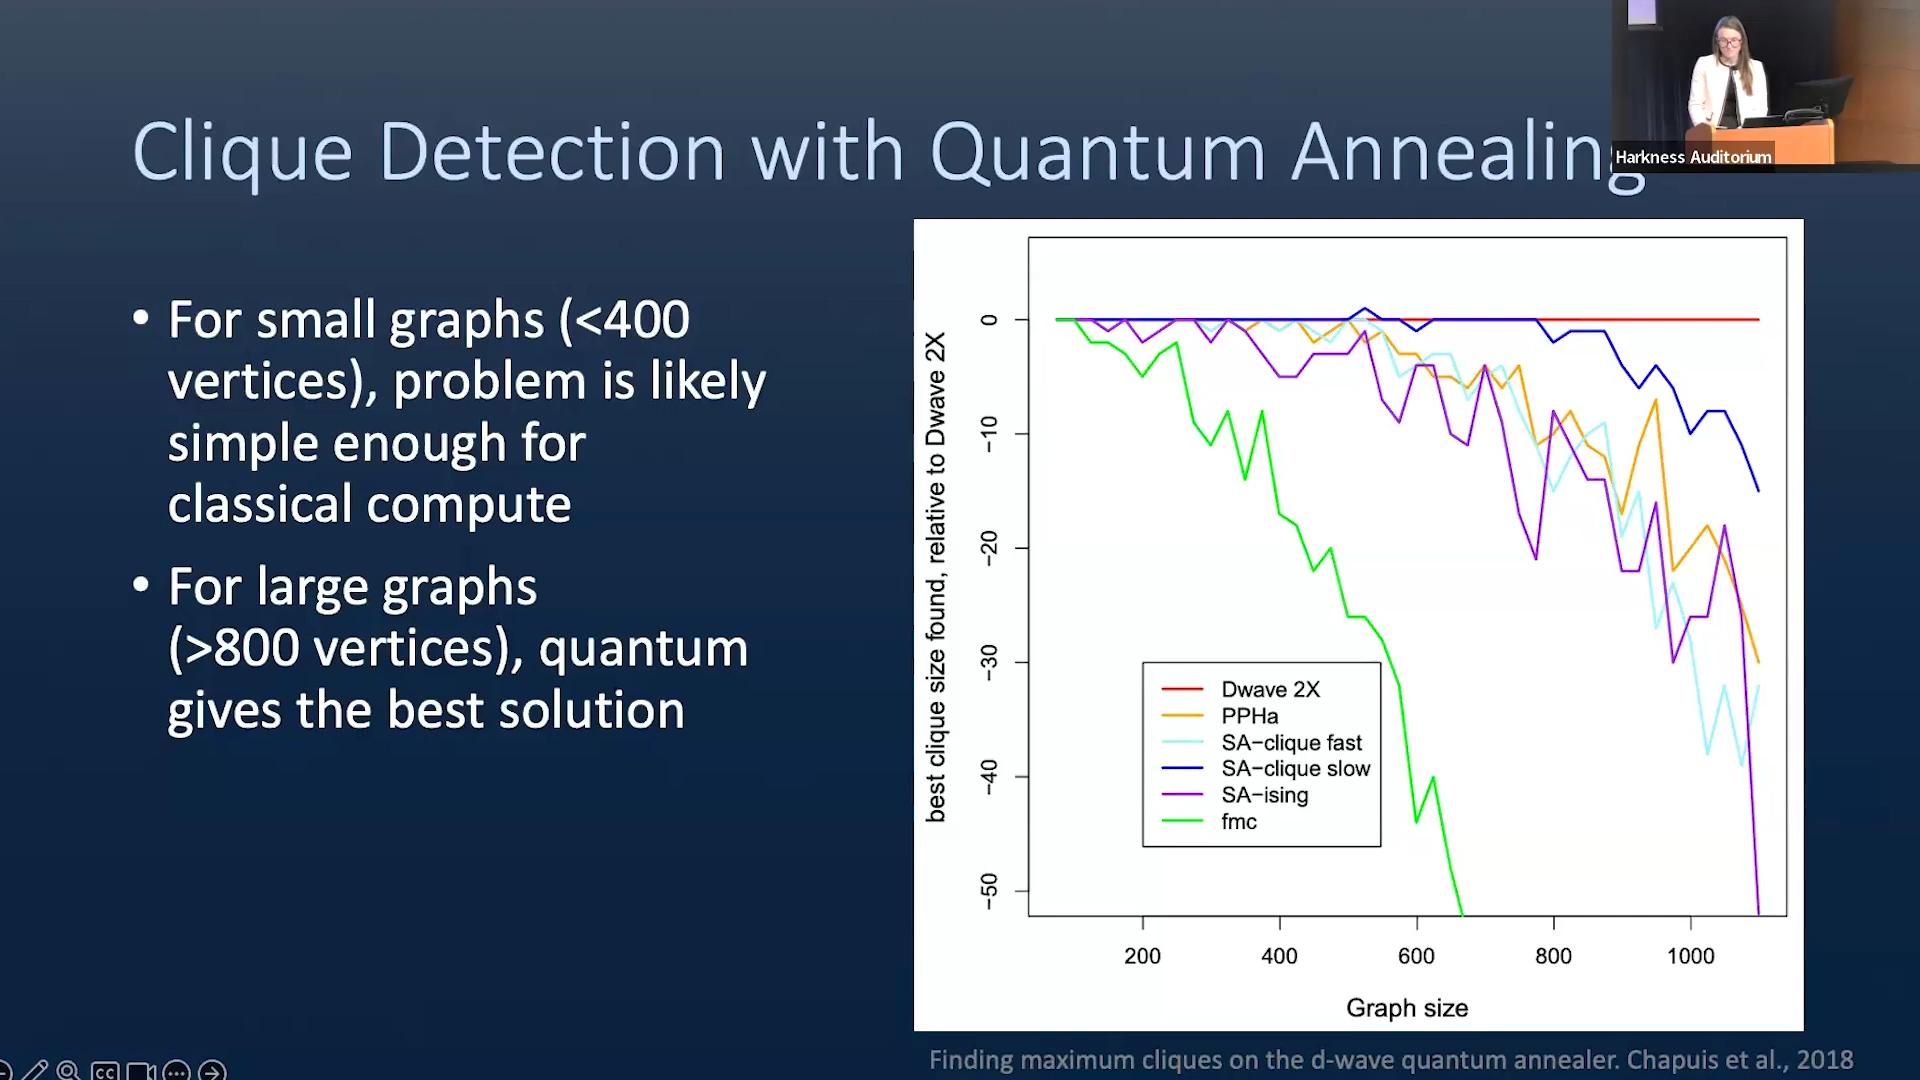 Harkness Auditorium
Clique Detection with Quantum Annealing
• For small graphs (<400
vertices), problem is likely
simple enough for
classical compute
• For large graphs
(>800 vertices), quantum
gives the best solution
best clique size found, relative to Dwave 2X
0
−10
−20
−30
−40
−50
Dwave 2X
PPHa
SA−clique fast
SA−clique slow
SA−ising
fmc
200 400 600 800 1000
Graph size
Finding maximum cliques on the d-wave quantum annealer. Chapuis et al., 2018
CC